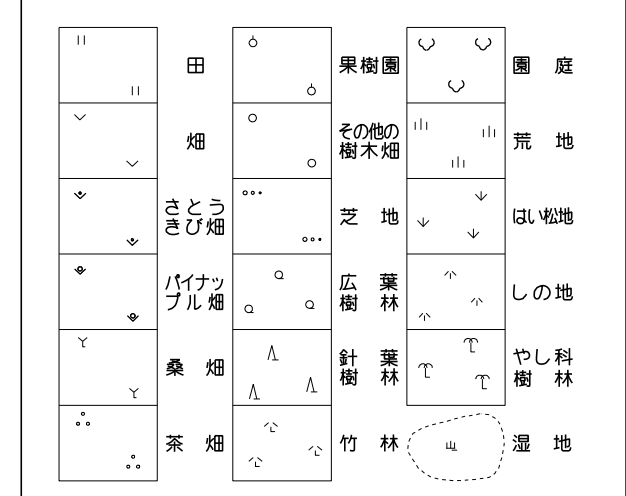 田
畑
さとう
きび畑
パイナッ
プル畑
桑畑
茶畑
果樹園
その他の
樹木畑
芝地
広葉
樹林
針葉
樹林
竹林
園庭
荒地
はい松地
しの地
やし科
樹林
湿地